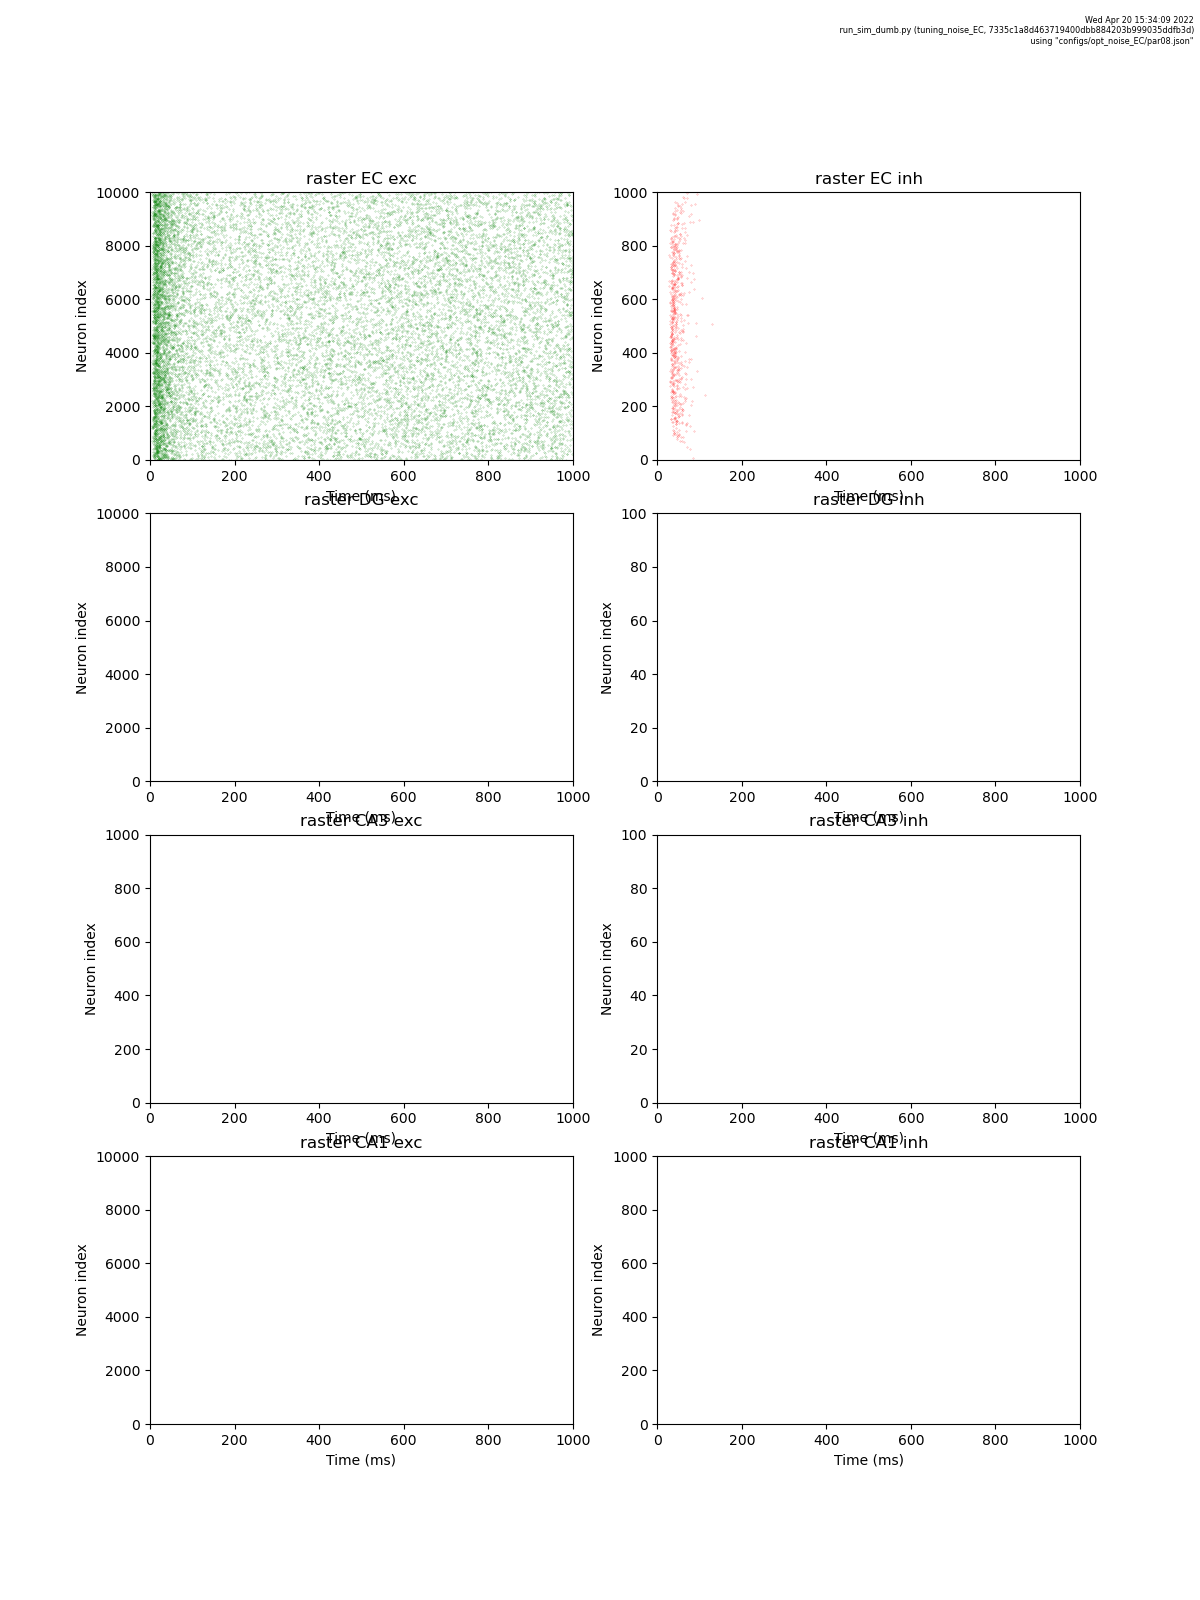 Wed Apr 20 15:34:09 2022
run_sim_dumb.py (tuning_noise_EC, 7335c1a8d463719400dbb884203b999035ddfb3d)
using "configs/opt_noise_EC/par08.json"
raster EC exc
10000
8000
6000
4000
2000
0
Neuron index
0 200 400 600 800 1000
Time (ms)
raster EC inh
1000
800
600
400
200
0
Neuron index
0 200 400 600 800 1000
Time (ms)
raster DG exc
10000
8000
6000
4000
2000
0
Neuron index
0 200 400 600 800 1000
Time (ms)
raster DG inh
100
80
60
40
20
0
Neuron index
0 200 400 600 800 1000
Time (ms)
raster CA3 exc
1000
800
600
400
200
0
Neuron index
0 200 400 600 800 1000
Time (ms)
raster CA3 inh
100
80
60
40
20
0
Neuron index
0 200 400 600 800 1000
Time (ms)
raster CA1 exc
10000
8000
6000
4000
2000
0
Neuron index
0 200 400 600 800 1000
Time (ms)
raster CA1 inh
1000
800
600
400
200
0
Neuron index
0 200 400 600 800 1000
Time (ms)